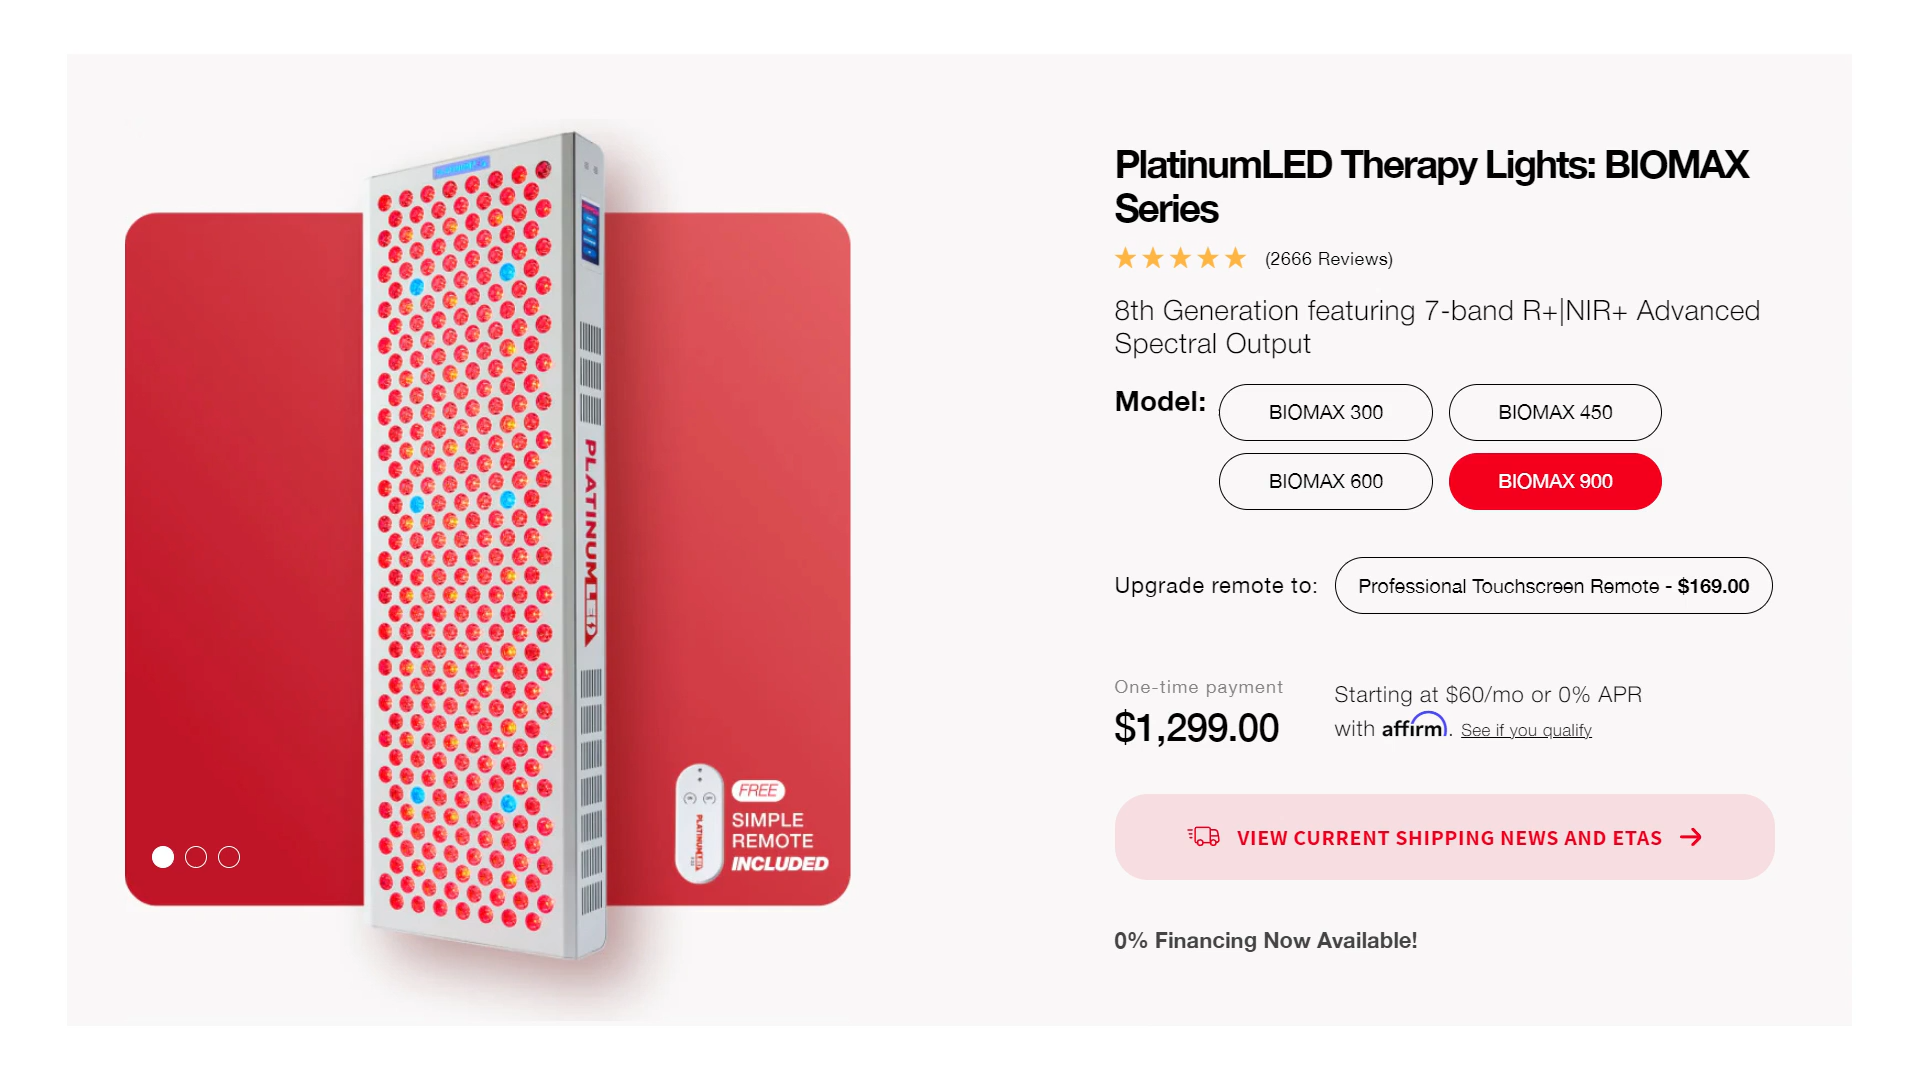 PlatinumLED Therapy Lights: BIOMAX
Series
(2666 Reviews)
8th Generation featuring 7-band R+|NIR+ Advanced
Spectral Output
Model:
BIOMAX 300
BIOMAX 450
BIOMAX 600
BIOMAX 900
Upgrade remote to:
Professional Touchscreen Remote - $169.00
One-time payment
$1,299.00
Starting at $60/mo or 0% APR
with affirm. See if you qualify
VIEW CURRENT SHIPPING NEWS AND ETAS
0% Financing Now Available!
PLATINUMLED
PLATINUMLED
FREE
SIMPLE
REMOTE
INCLUDED